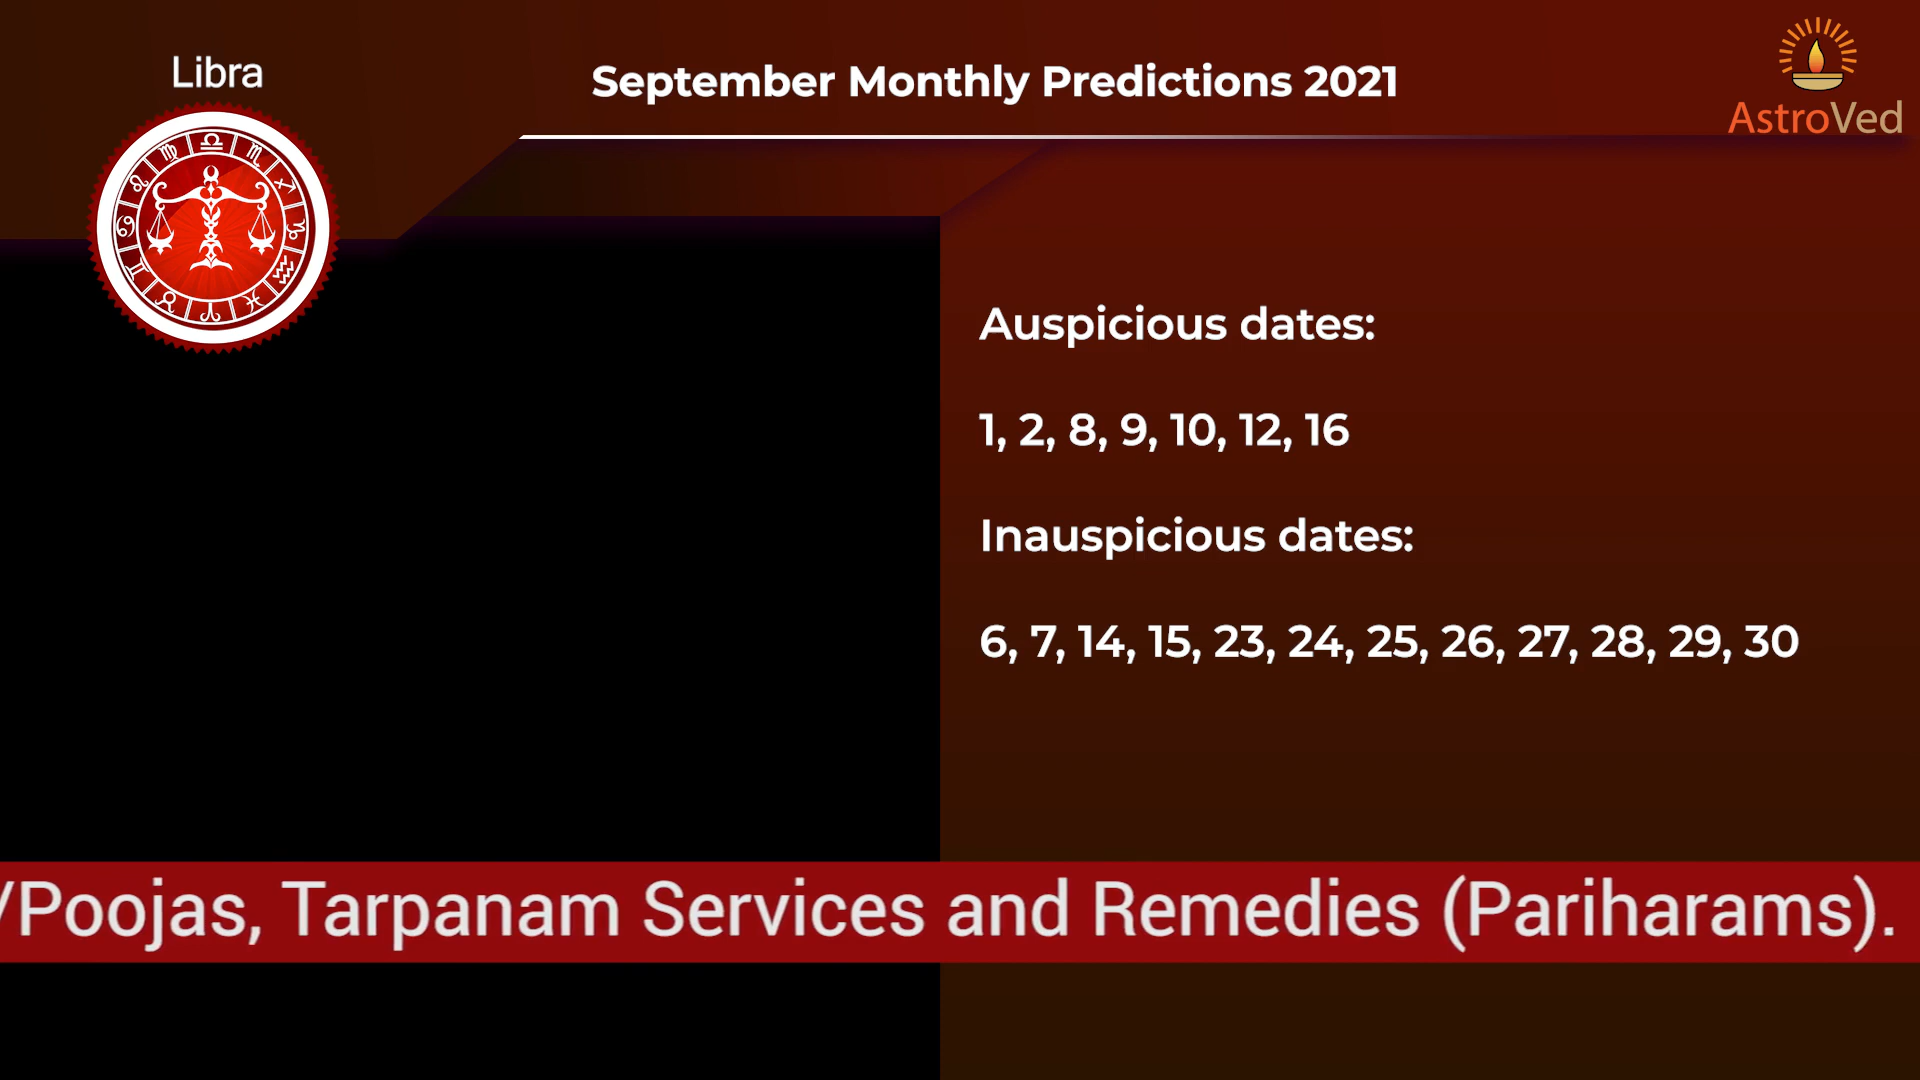 Libra
September Monthly Predictions 2021
AstroVed
Auspicious dates:
1, 2, 8, 9, 10, 12, 16
Inauspicious dates:
6, 7, 14, 15, 23, 24, 25, 26, 27, 28, 29, 30
/Poojas, Tarpanam Services and Remedies (Pariharams).